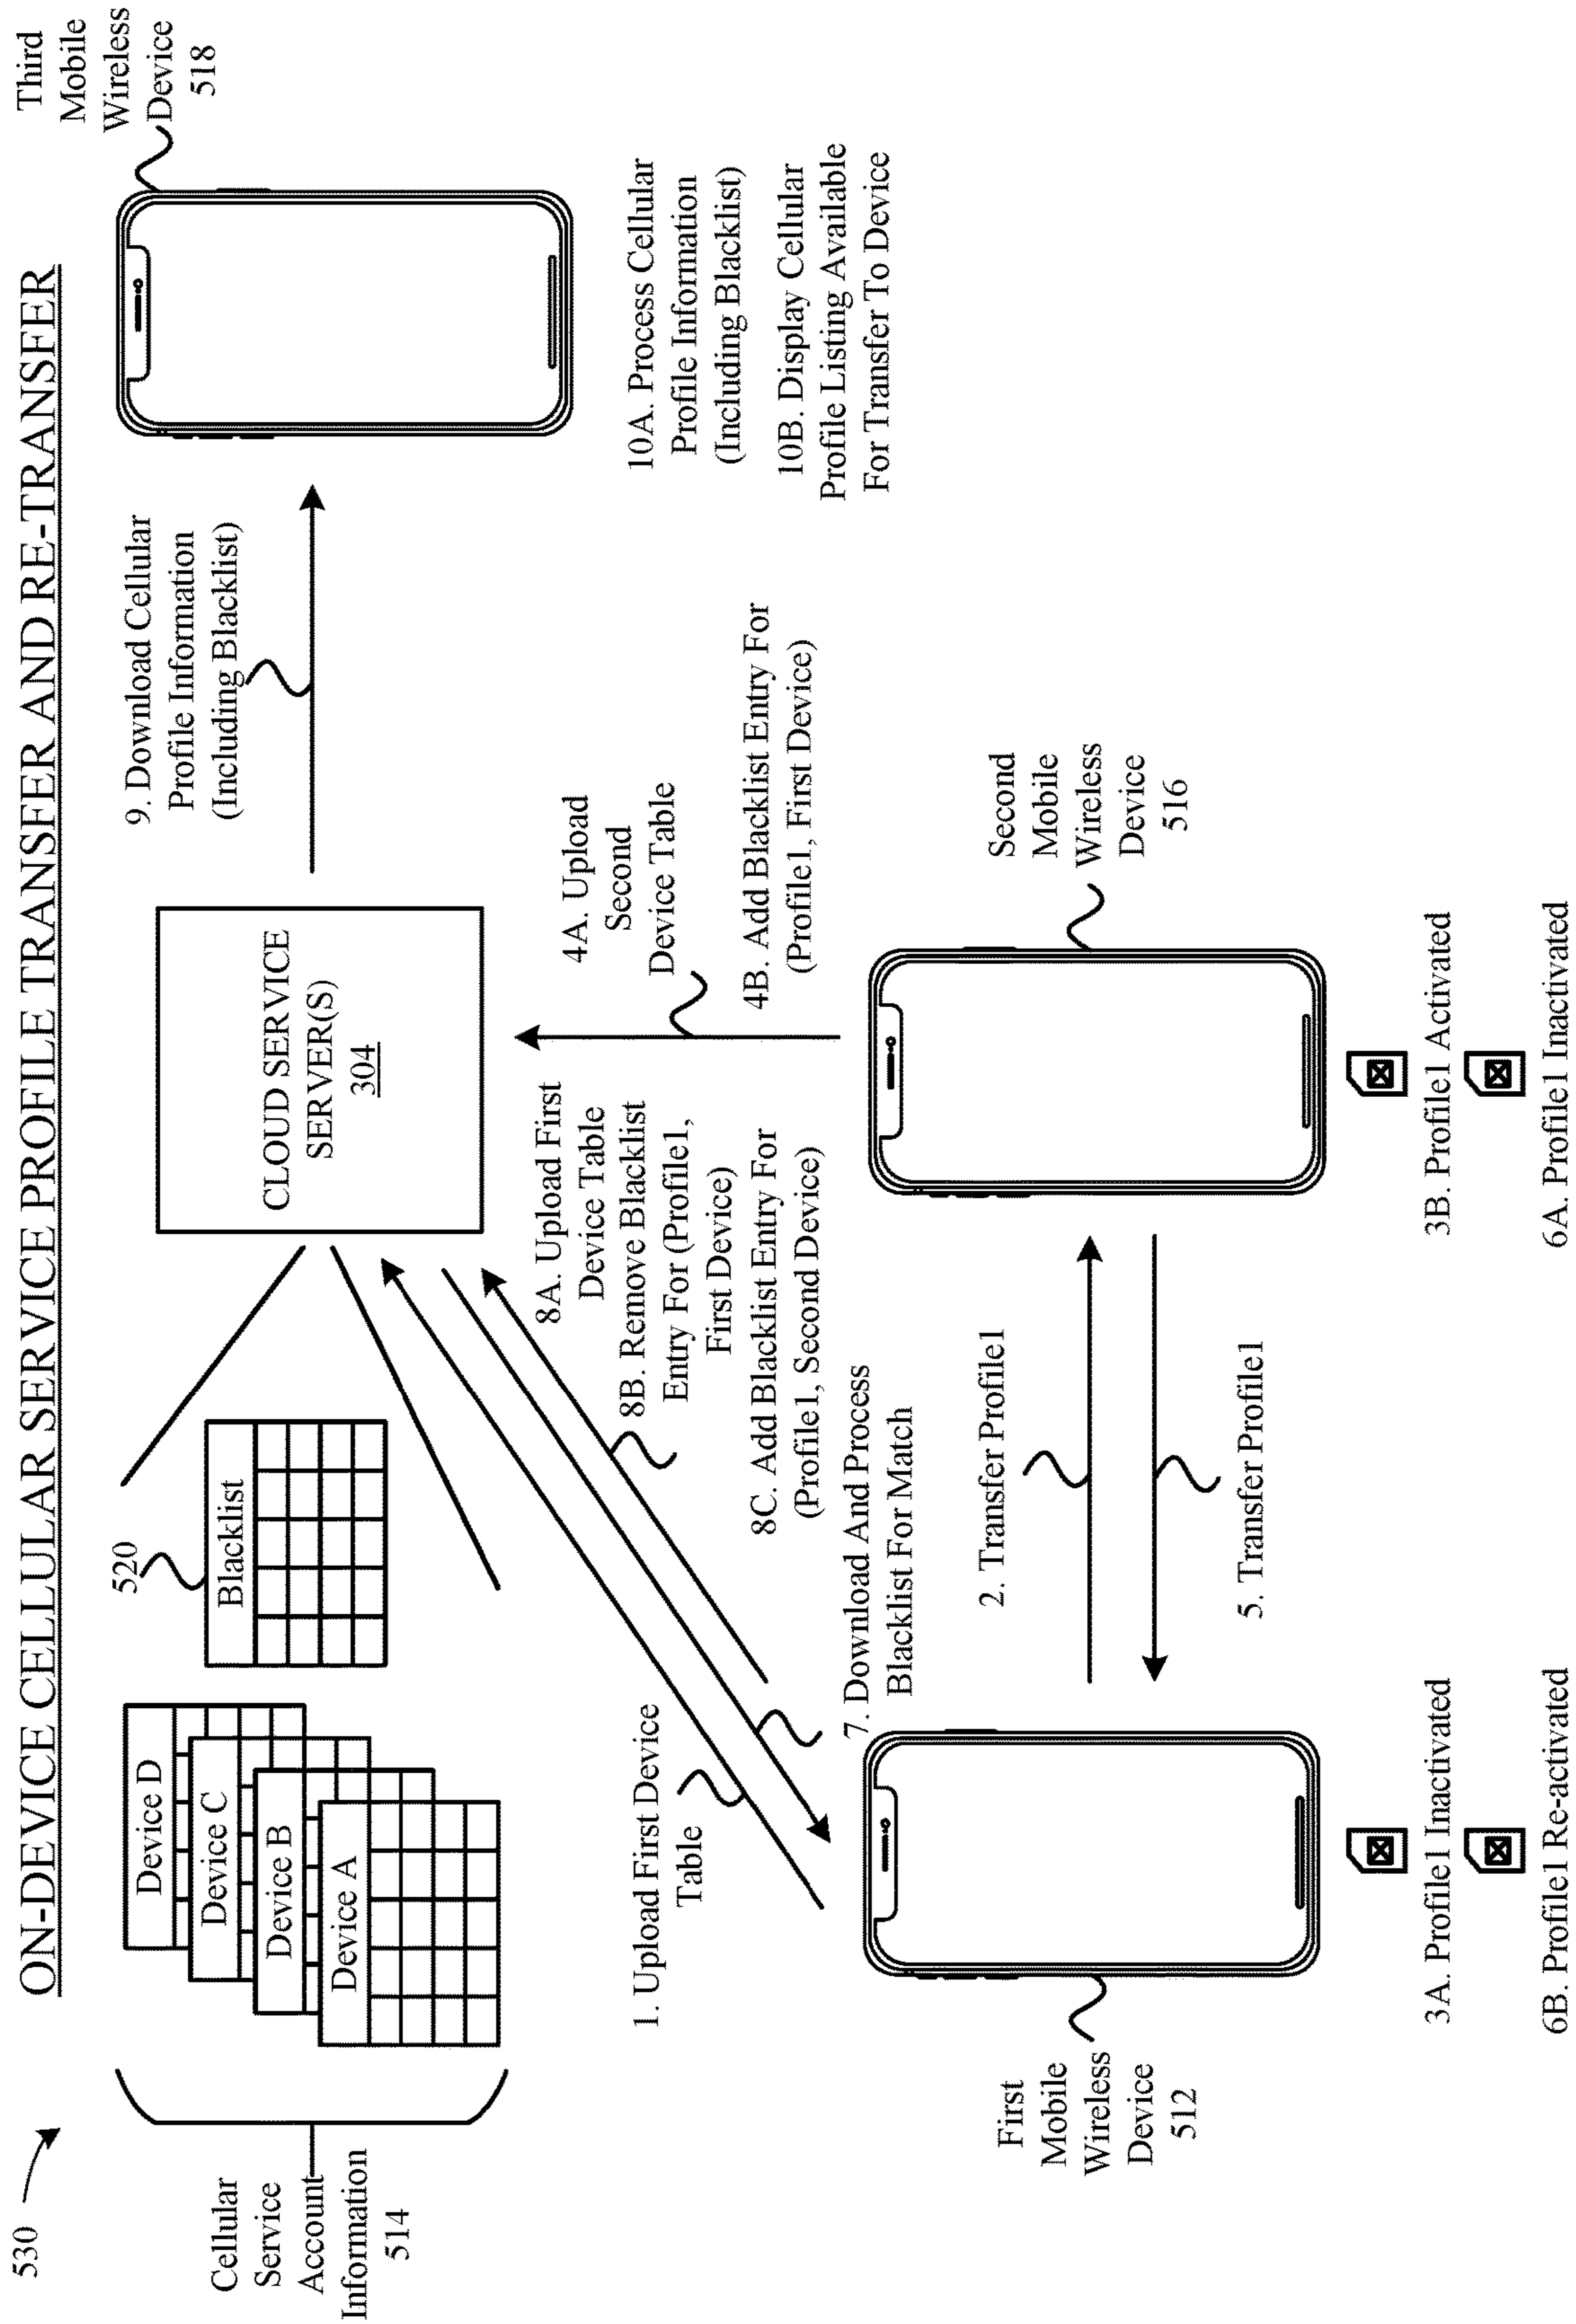 530
ON-DEVICE CELLULAR SERVICE PROFILE TRANSFER AND RE-TRANSFER
Cellular
Service
Account
Information
514
Device D
Device C
Device B
Device A
520
Blacklist
CLOUD SERVICE
SERVER(S)
304
9. Download Cellular
Profile Information
(Including Blacklist)
Third
Mobile
Wireless
Device
518
10A. Process Cellular
Profile Information
(Including Blacklist)
10B. Display Cellular
Profile Listing Available
For Transfer To Device
1. Upload First Device
Table
7. Download And Process
Blacklist For Match
8A. Upload First
Device Table
8B. Remove Blacklist
Entry For (Profile1,
First Device)
8C. Add Blacklist Entry For
(Profile1, Second Device)
4A. Upload
Second
Device Table
4B. Add Blacklist Entry For
(Profile1, First Device)
First
Mobile
Wireless
Device
512
2. Transfer Profile1
5. Transfer Profile1
Second
Mobile
Wireless
Device
516
3A. Profile1 Inactivated
6B. Profile1 Re-activated
3B. Profile1 Activated
6A. Profile1 Inactivated